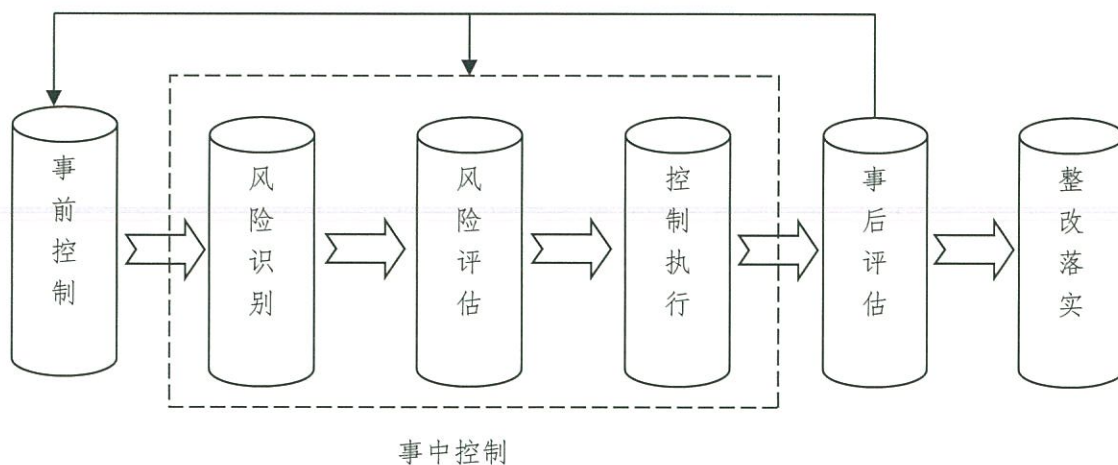 事前控制
风险识别
风险评估
控制执行
事后评估
整改落实
事中控制